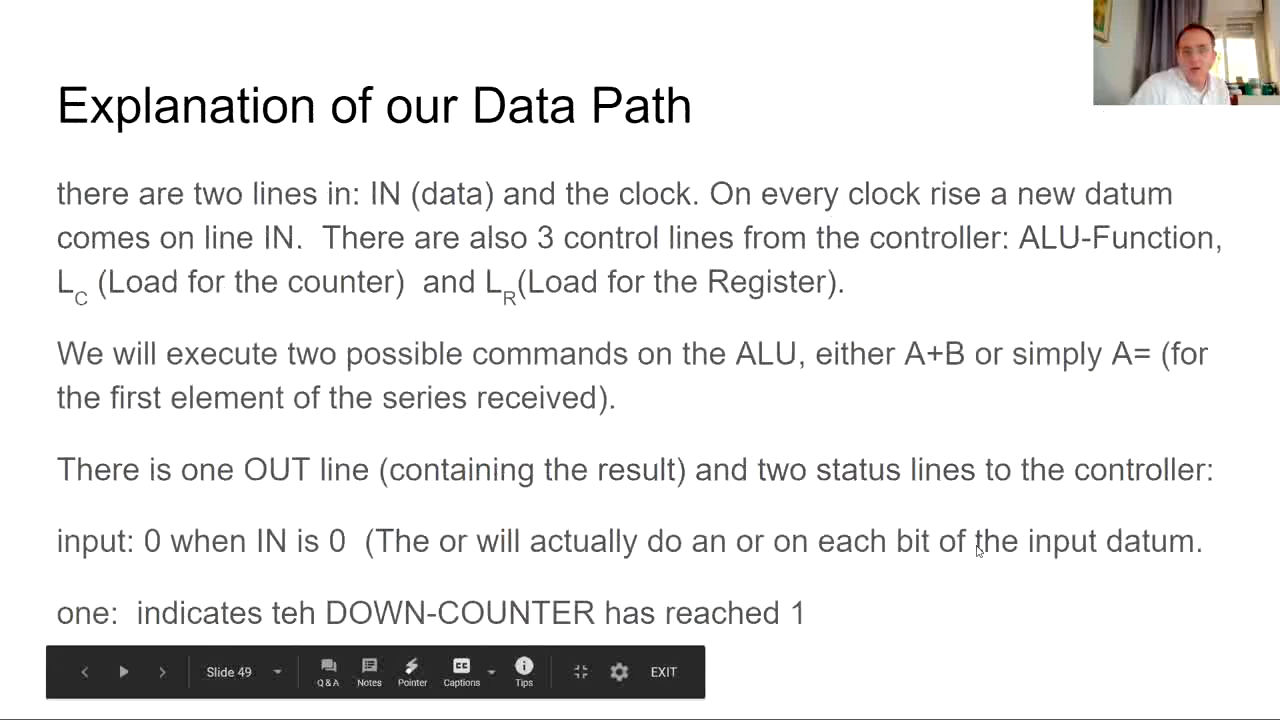 Explanation of our Data Path
there are two lines in: IN (data) and the clock. On every clock rise a new datum
comes on line IN.  There are also 3 control lines from the controller: ALU-Function,
LC (Load for the counter)  and LR(Load for the Register).
We will execute two possible commands on the ALU, either A+B or simply A= (for
the first element of the series received).
There is one OUT line (containing the result) and two status lines to the controller:
input: 0 when IN is 0  (The or will actually do an or on each bit of the input datum.
one:  indicates teh DOWN-COUNTER has reached 1
Slide 49
Q & A
Notes
Pointer
CC
Captions
Tips
EXIT